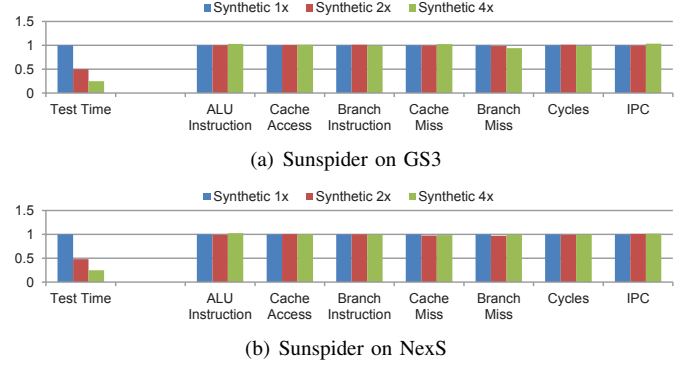 Synthetic 1x Synthetic 2x Synthetic 4x
1.5
1
0.5
0
Test Time ALU Instruction Cache Access Branch Instruction Cache Miss Branch Miss Cycles IPC
(a) Sunspider on GS3
Synthetic 1x Synthetic 2x Synthetic 4x
1.5
1
0.5
0
Test Time ALU Instruction Cache Access Branch Instruction Cache Miss Branch Miss Cycles IPC
(b) Sunspider on NexS